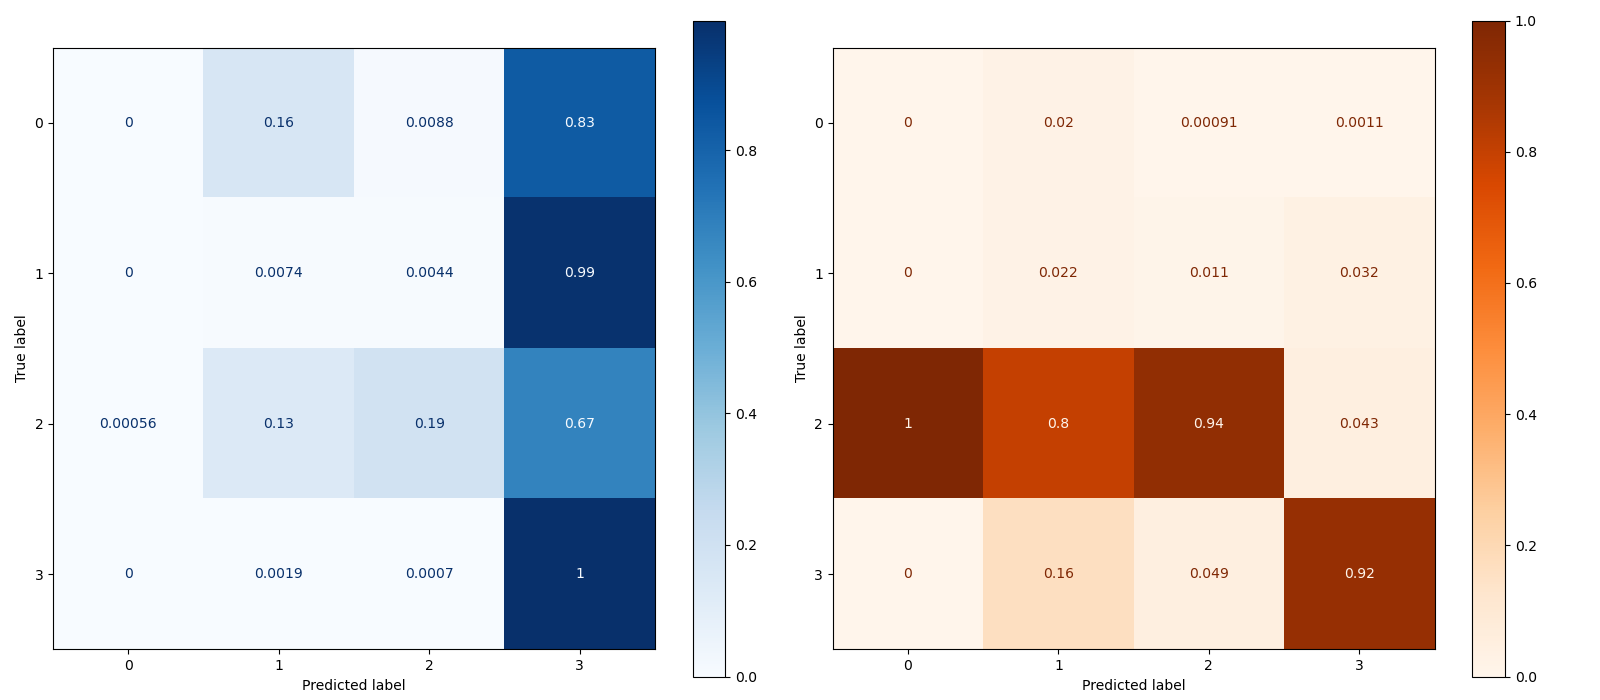 0 0 0.16 0.0088 0.83
1 0 0.0074 0.0044 0.99
2 0.00056 0.13 0.19 0.67
3 0 0.0019 0.0007 1
0 1 2 3
Predicted label
True label
0.8
0.6
0.4
0.2
0.0
0 0 0.02 0.00091 0.0011
1 0 0.022 0.011 0.032
2 1 0.8 0.94 0.043
3 0 0.16 0.049 0.92
0 1 2 3
Predicted label
True label
1.0
0.8
0.6
0.4
0.2
0.0